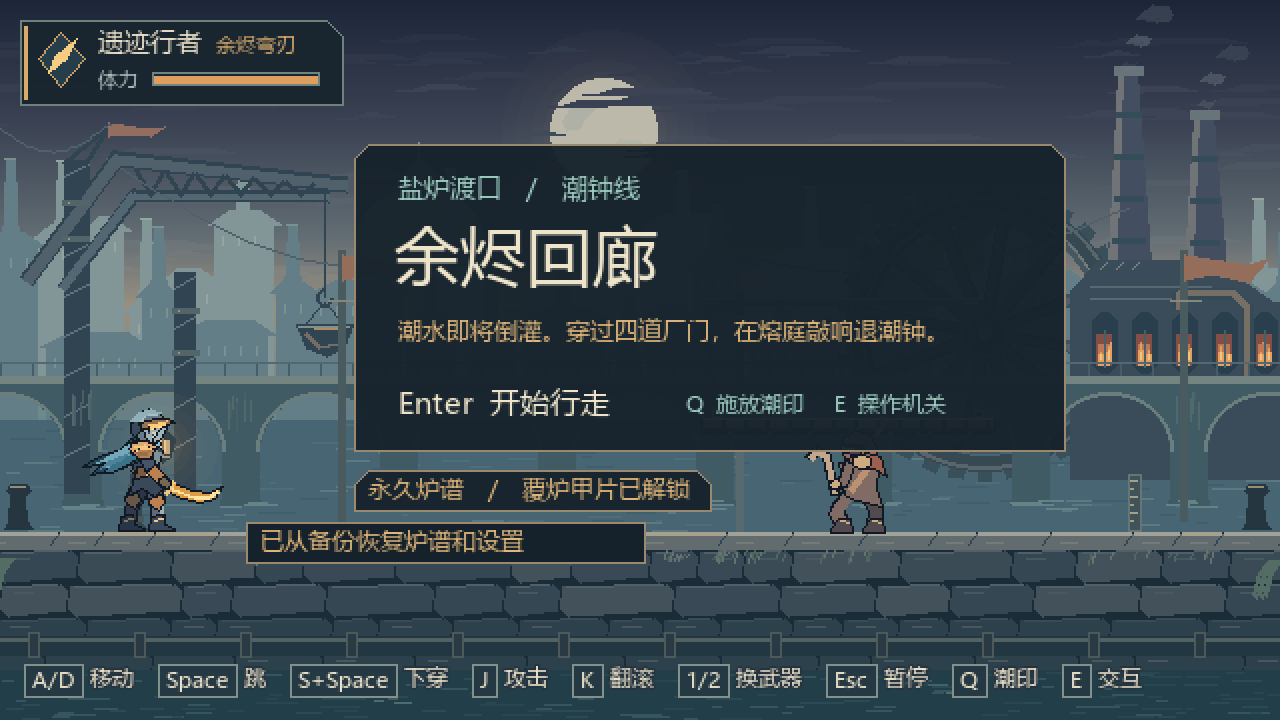 遗迹行者 余烬弯刃
体力
盐炉渡口 / 潮钟线
余烬回廊
潮水即将倒灌。穿过四道厂门，在熔庭敲响退潮钟。
Enter 开始行走 Q 施放潮印 E 操作机关
永久炉谱 / 覆炉甲片已解锁
已从备份恢复炉谱和设置
A/D 移动 Space 跳 S+Space 下穿 J 攻击 K 翻滚 1/2 换武器 Esc 暂停 Q 潮印 E 交互